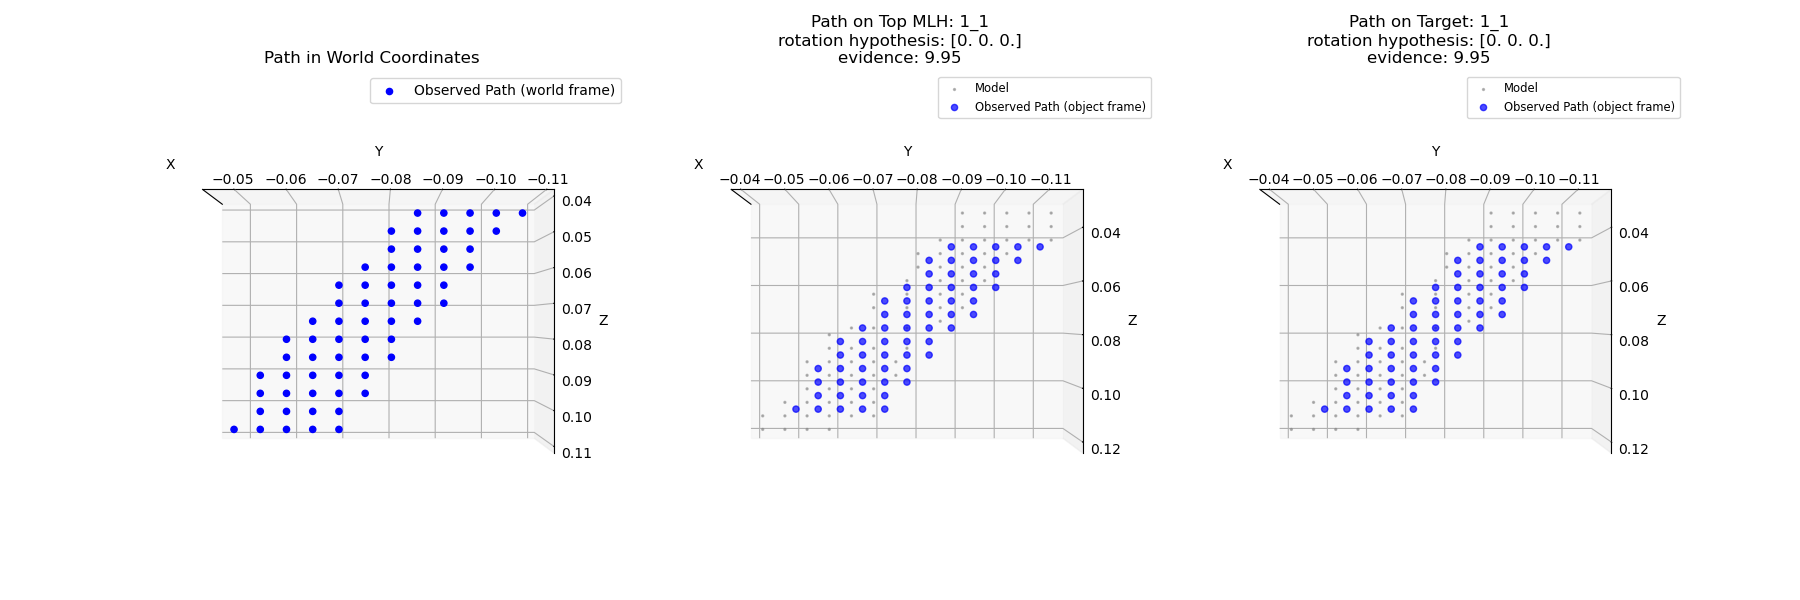 Path in World Coordinates
Observed Path (world frame)
X
Y
−0.05 −0.06 −0.07 −0.08 −0.09 −0.10 −0.11
0.04
0.05
0.06
0.07
Z
0.08
0.09
0.10
0.11
Path on Top MLH: 1_1
rotation hypothesis: [0. 0. 0.]
evidence: 9.95
Model
Observed Path (object frame)
X
Y
−0.04 −0.05 −0.06 −0.07 −0.08 −0.09 −0.10 −0.11
0.04
0.06
Z
0.08
0.10
0.12
Path on Target: 1_1
rotation hypothesis: [0. 0. 0.]
evidence: 9.95
Model
Observed Path (object frame)
X
Y
−0.04 −0.05 −0.06 −0.07 −0.08 −0.09 −0.10 −0.11
0.04
0.06
Z
0.08
0.10
0.12